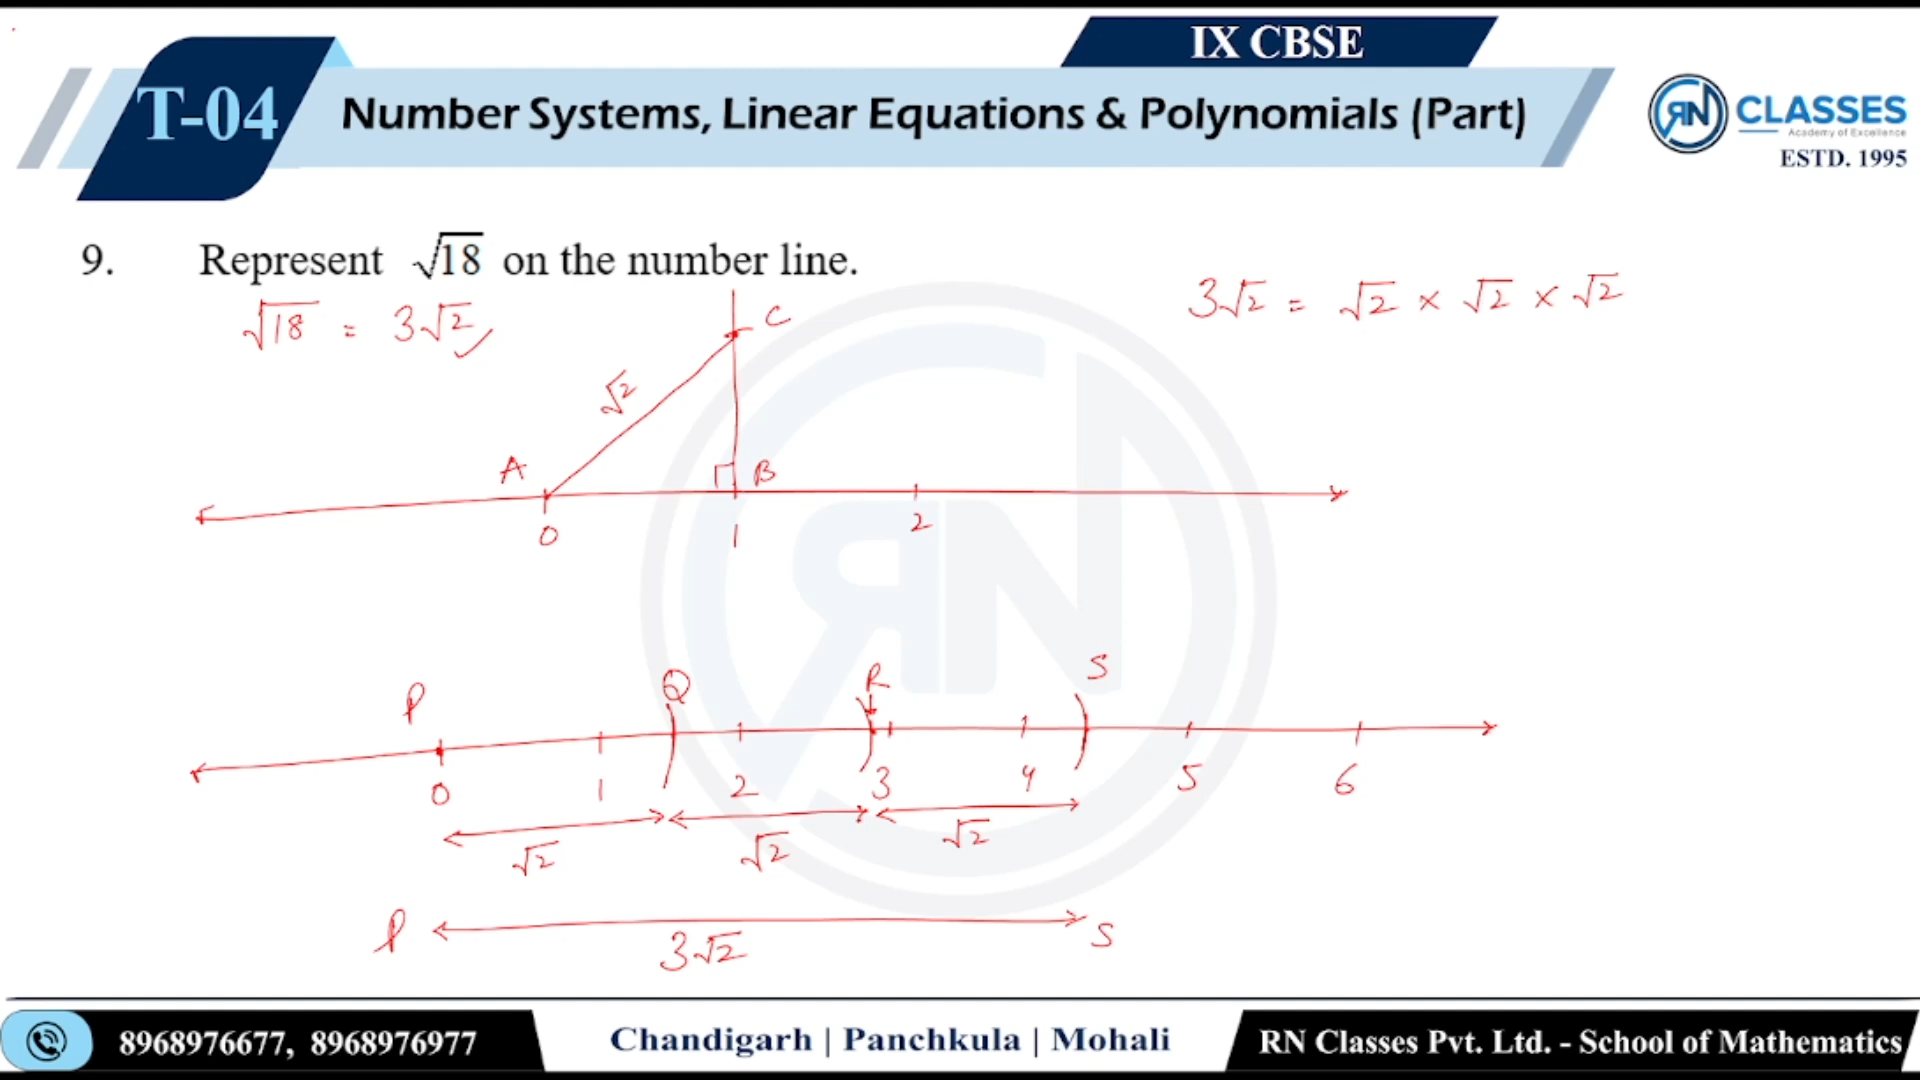 IX CBSE
T-04 Number Systems, Linear Equations & Polynomials (Part)
RN CLASSES
Academy of Excellence
ESTD. 1995
9. Represent √18 on the number line.
√18 = 3√2
3√2 = √2 × √2 × √2
C
√2
A B
0 1 2
P Q R S
0 1 2 3 4 5 6
√2 √2 √2
P S
3√2
8968976677, 8968976977 Chandigarh | Panchkula | Mohali RN Classes Pvt. Ltd. - School of Mathematics